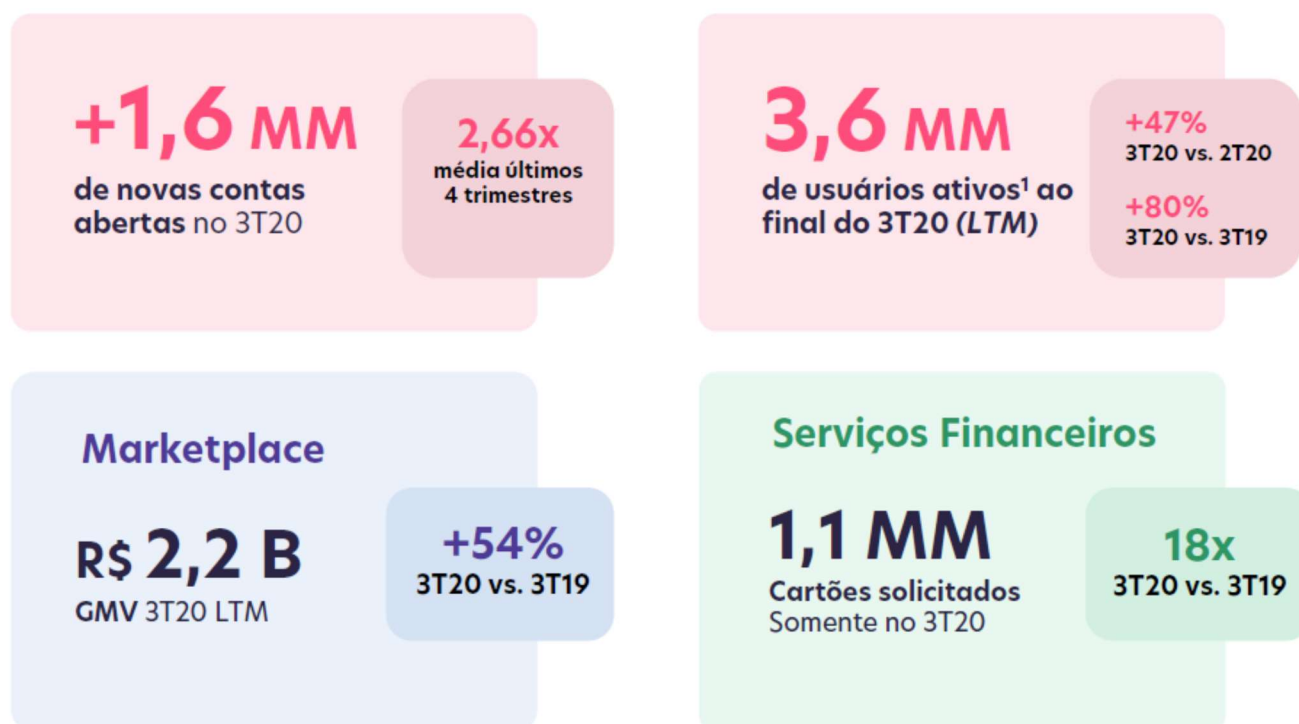 +1,6 MM
de novas contas
abertas no 3T20
2,66x
média últimos
4 trimestres
3,6 MM
de usuários ativos¹ ao
final do 3T20 (LTM)
+47%
3T20 vs. 2T20
+80%
3T20 vs. 3T19
Marketplace
R$ 2,2 B
GMV 3T20 LTM
+54%
3T20 vs. 3T19
Serviços Financeiros
1,1 MM
Cartões solicitados
Somente no 3T20
18x
3T20 vs. 3T19